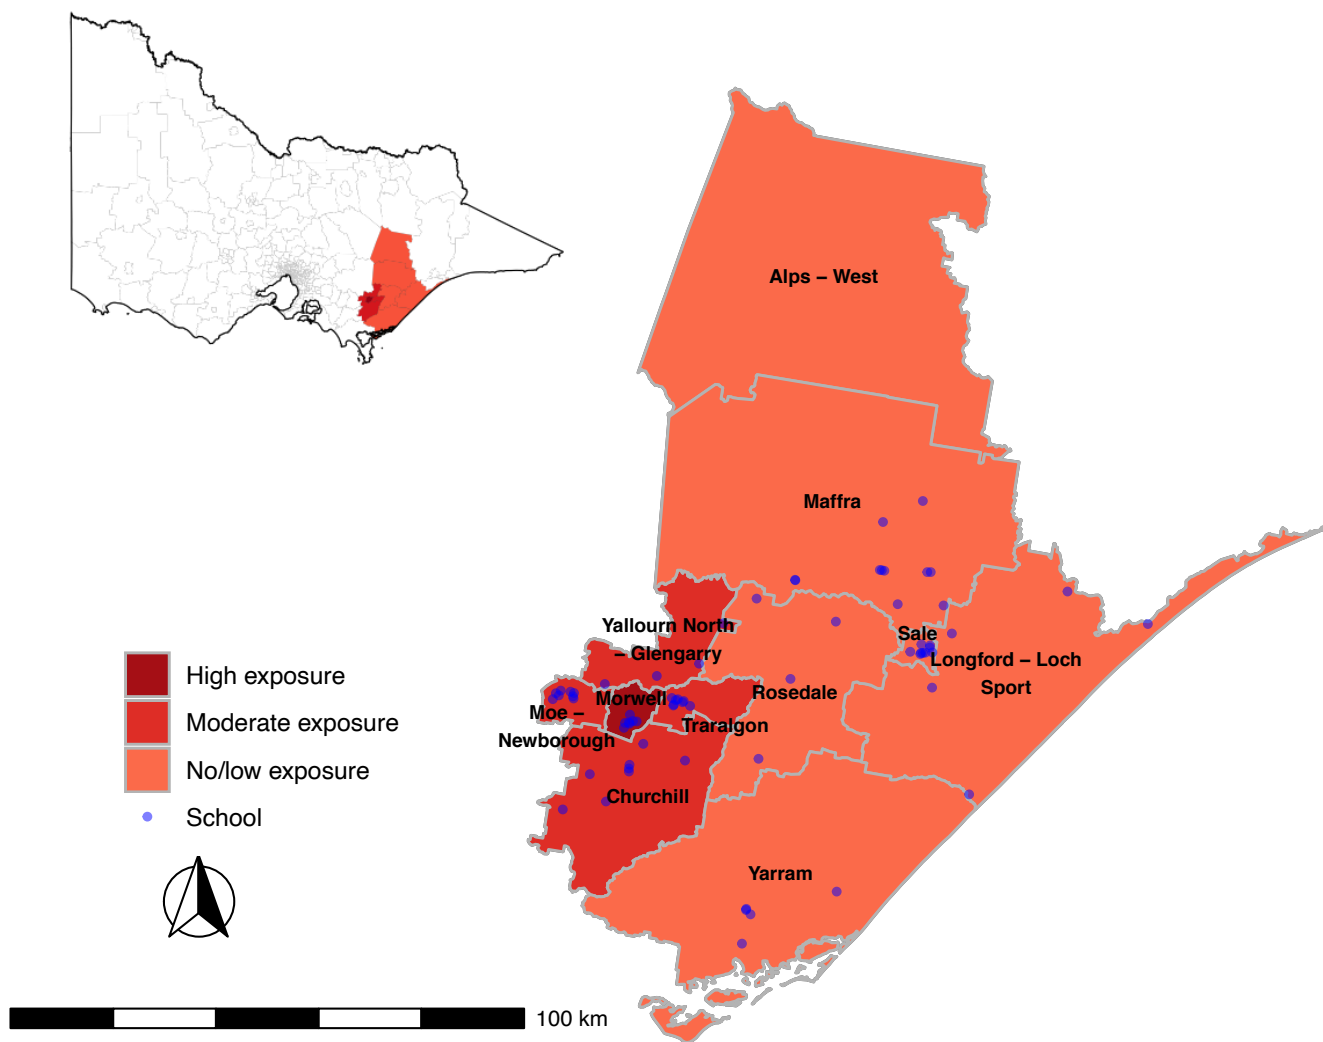 Alps – West
Maffra
Yallourn North
– Glengarry
Sale
Longford – Loch
Sport
Rosedale
Morwell
Moe –
Newborough
Traralgon
Churchill
Yarram
High exposure
Moderate exposure
No/low exposure
School
100 km